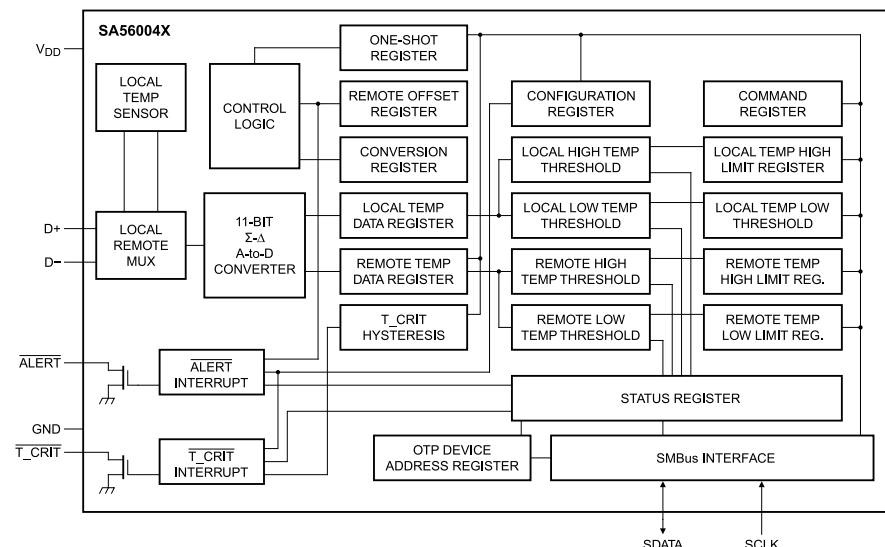 SA56004X
VDD
LOCAL
TEMP
SENSOR
CONTROL
LOGIC
ONE-SHOT
REGISTER
REMOTE OFFSET
REGISTER
CONVERSION
REGISTER
CONFIGURATION
REGISTER
COMMAND
REGISTER
LOCAL HIGH TEMP
THRESHOLD
LOCAL TEMP HIGH
LIMIT REGISTER
D+
D−
LOCAL
REMOTE
MUX
11-BIT
Σ-Δ
A-to-D
CONVERTER
LOCAL TEMP
DATA REGISTER
LOCAL LOW TEMP
THRESHOLD
LOCAL TEMP LOW
THRESHOLD
REMOTE TEMP
DATA REGISTER
REMOTE HIGH
TEMP THRESHOLD
REMOTE TEMP
HIGH LIMIT REG.
T_CRIT
HYSTERESIS
REMOTE LOW
TEMP THRESHOLD
REMOTE TEMP
LOW LIMIT REG.
ALERT
ALERT
INTERRUPT
STATUS REGISTER
GND
T_CRIT
T_CRIT
INTERRUPT
OTP DEVICE
ADDRESS REGISTER
SMBus INTERFACE
SDATA
SCLK